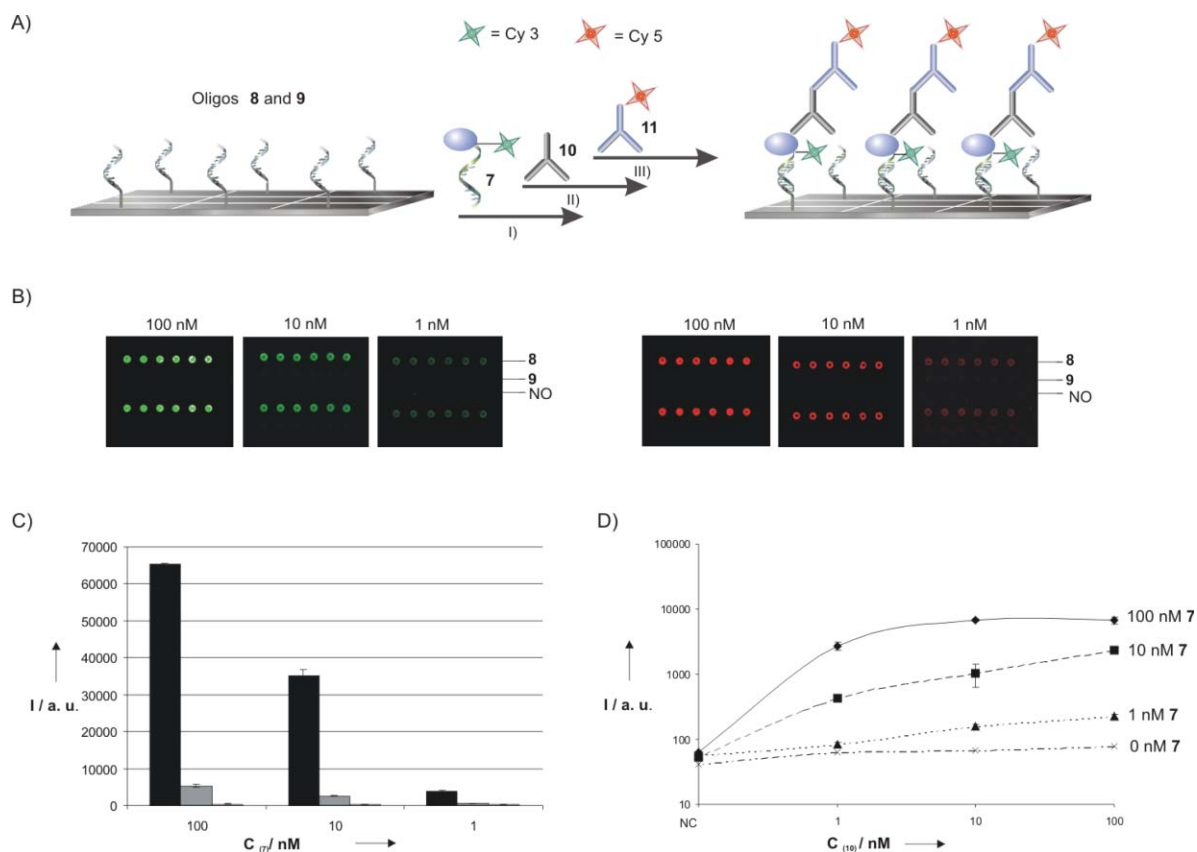 A)
= Cy 3
= Cy 5
Oligos 8 and 9
7
10
11
I)
II)
III)
B)
100 nM
10 nM
1 nM
8
9
NO
100 nM
10 nM
1 nM
8
9
NO
C)
70000
60000
50000
40000
30000
20000
10000
0
I / a. u.
100
10
1
C (7)/ nM
D)
100000
10000
1000
100
10
I / a. u.
NC
1
10
100
C (10) / nM
100 nM 7
10 nM 7
1 nM 7
0 nM 7